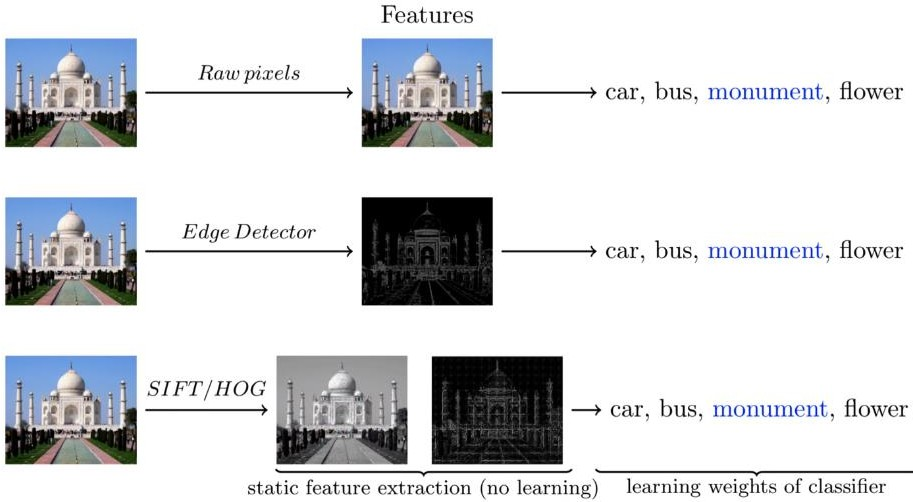 Features
Raw pixels
car, bus, monument, flower
Edge Detector
car, bus, monument, flower
SIFT/HOG
car, bus, monument, flower
static feature extraction (no learning)
learning weights of classifier